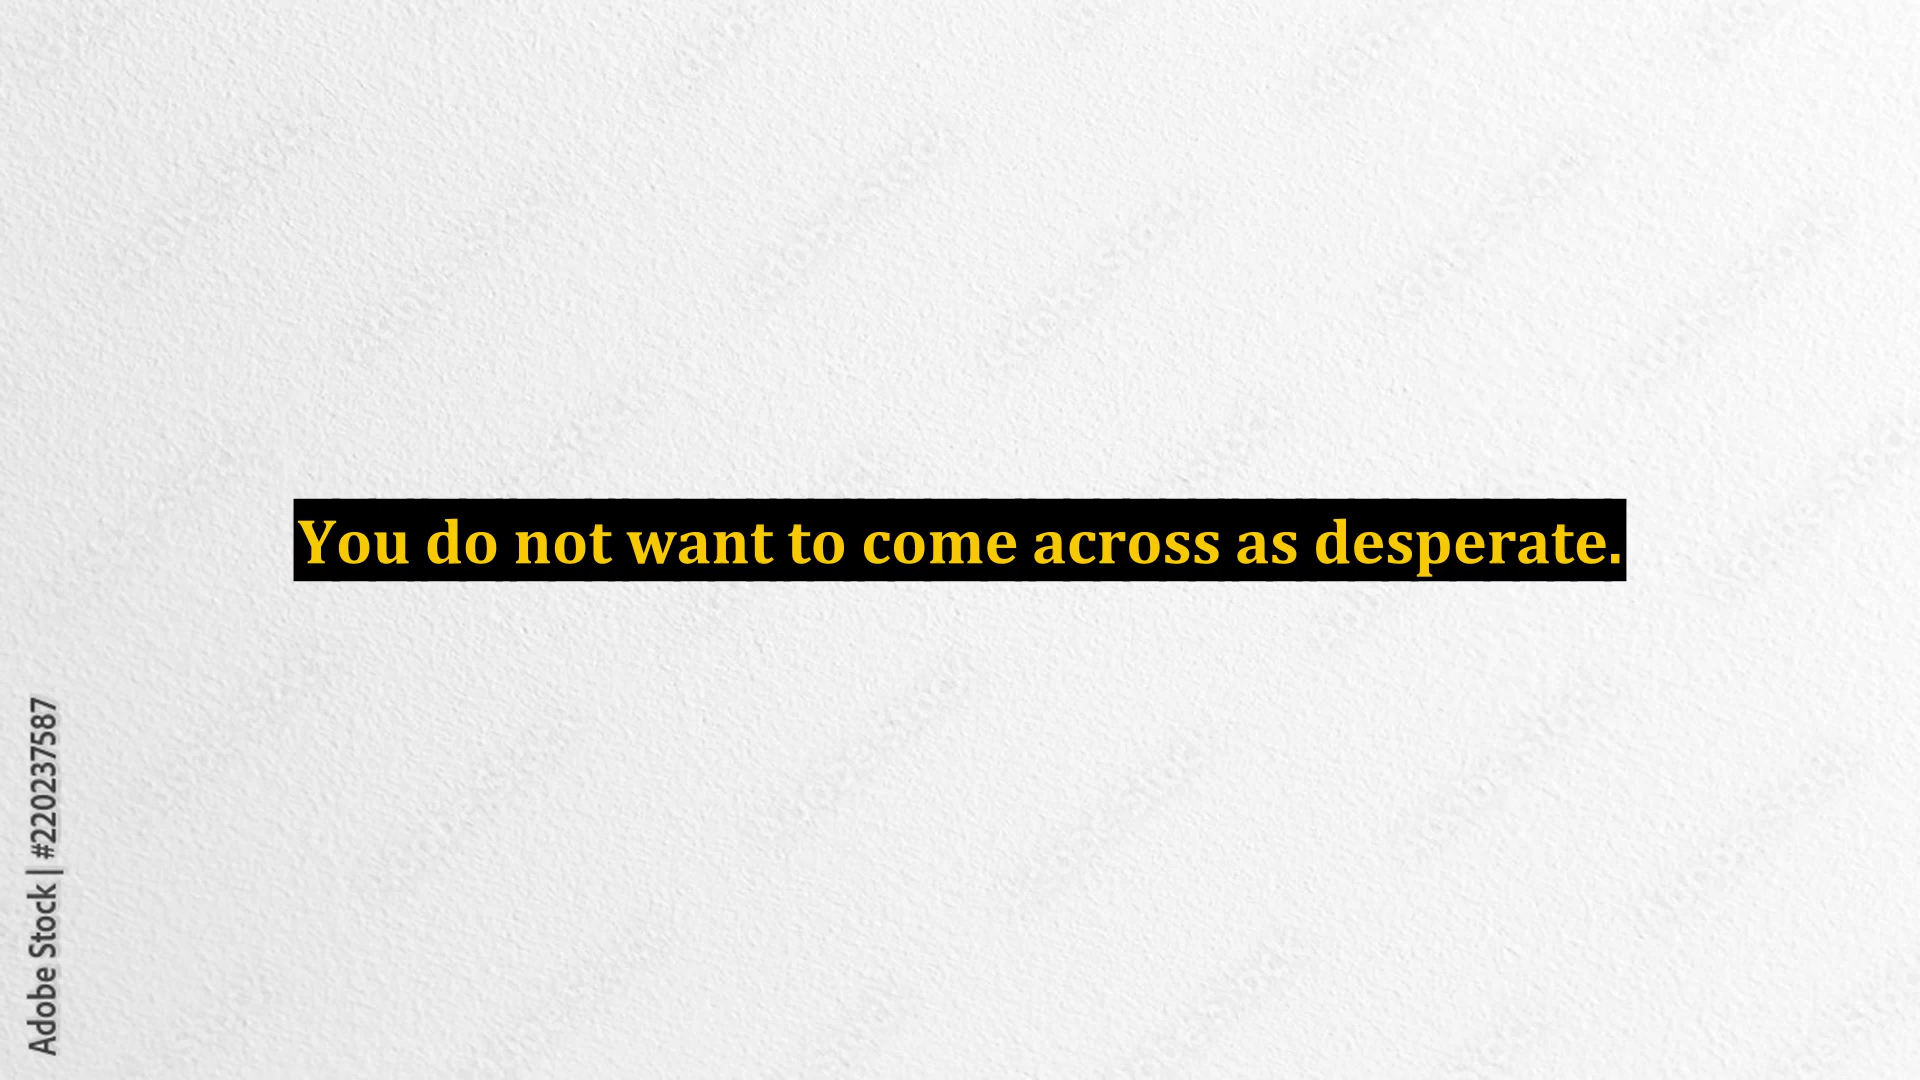 You do not want to come across as desperate.
Adobe Stock | #220237587